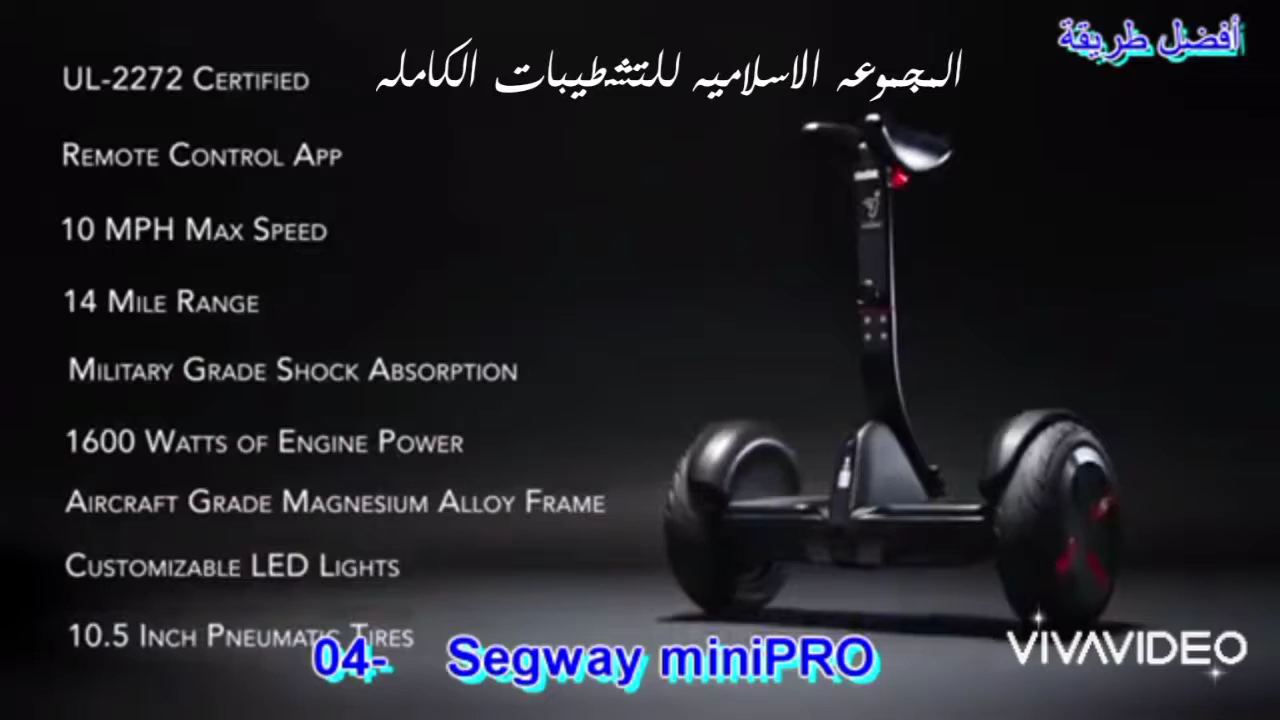 أفضل طريقة
المجموعه الاسلاميه للتشطيبات الكامله
UL-2272 CERTIFIED
REMOTE CONTROL APP
10 MPH MAX SPEED
14 MILE RANGE
MILITARY GRADE SHOCK ABSORPTION
1600 WATTS OF ENGINE POWER
AIRCRAFT GRADE MAGNESIUM ALLOY FRAME
CUSTOMIZABLE LED LIGHTS
10.5 INCH PNEUMATIC TIRES
04- Segway miniPRO
VIVAVIDEO